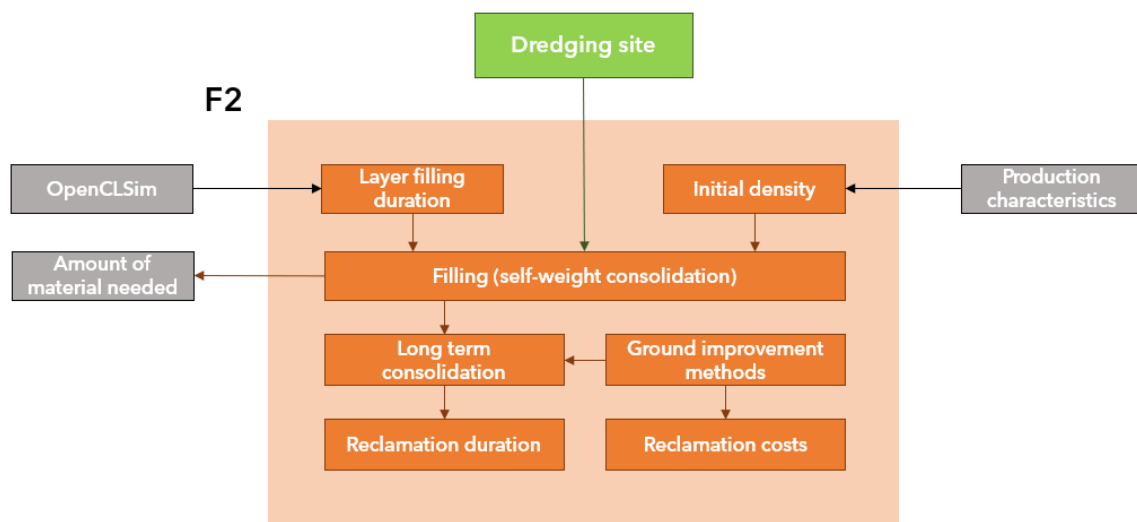 Dredging site
F2
OpenCLSim
Layer filling
duration
Initial density
Production
characteristics
Amount of
material needed
Filling (self-weight consolidation)
Long term
consolidation
Ground improvement
methods
Reclamation duration
Reclamation costs